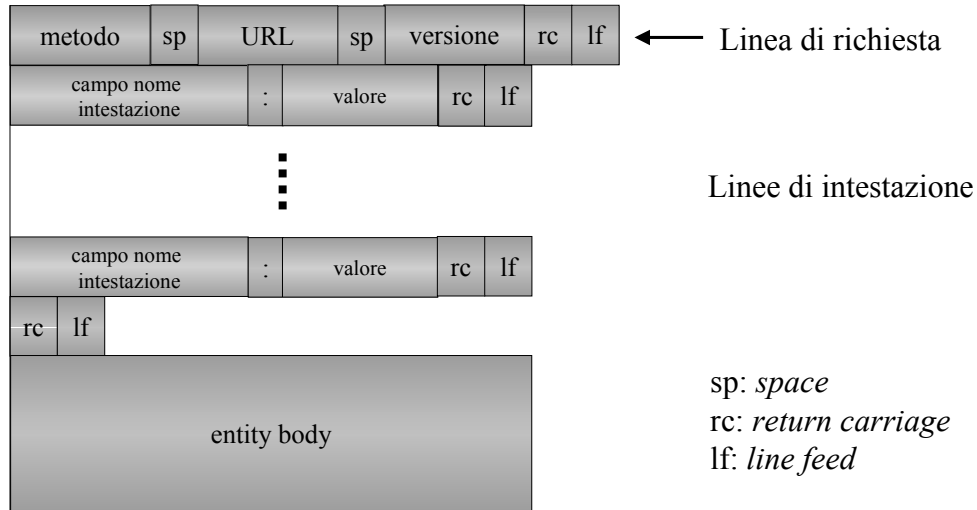 metodo sp URL sp versione rc lf Linea di richiesta
campo nome
intestazione : valore rc lf
Linee di intestazione
campo nome
intestazione : valore rc lf
rc lf
entity body
sp: space
rc: return carriage
lf: line feed